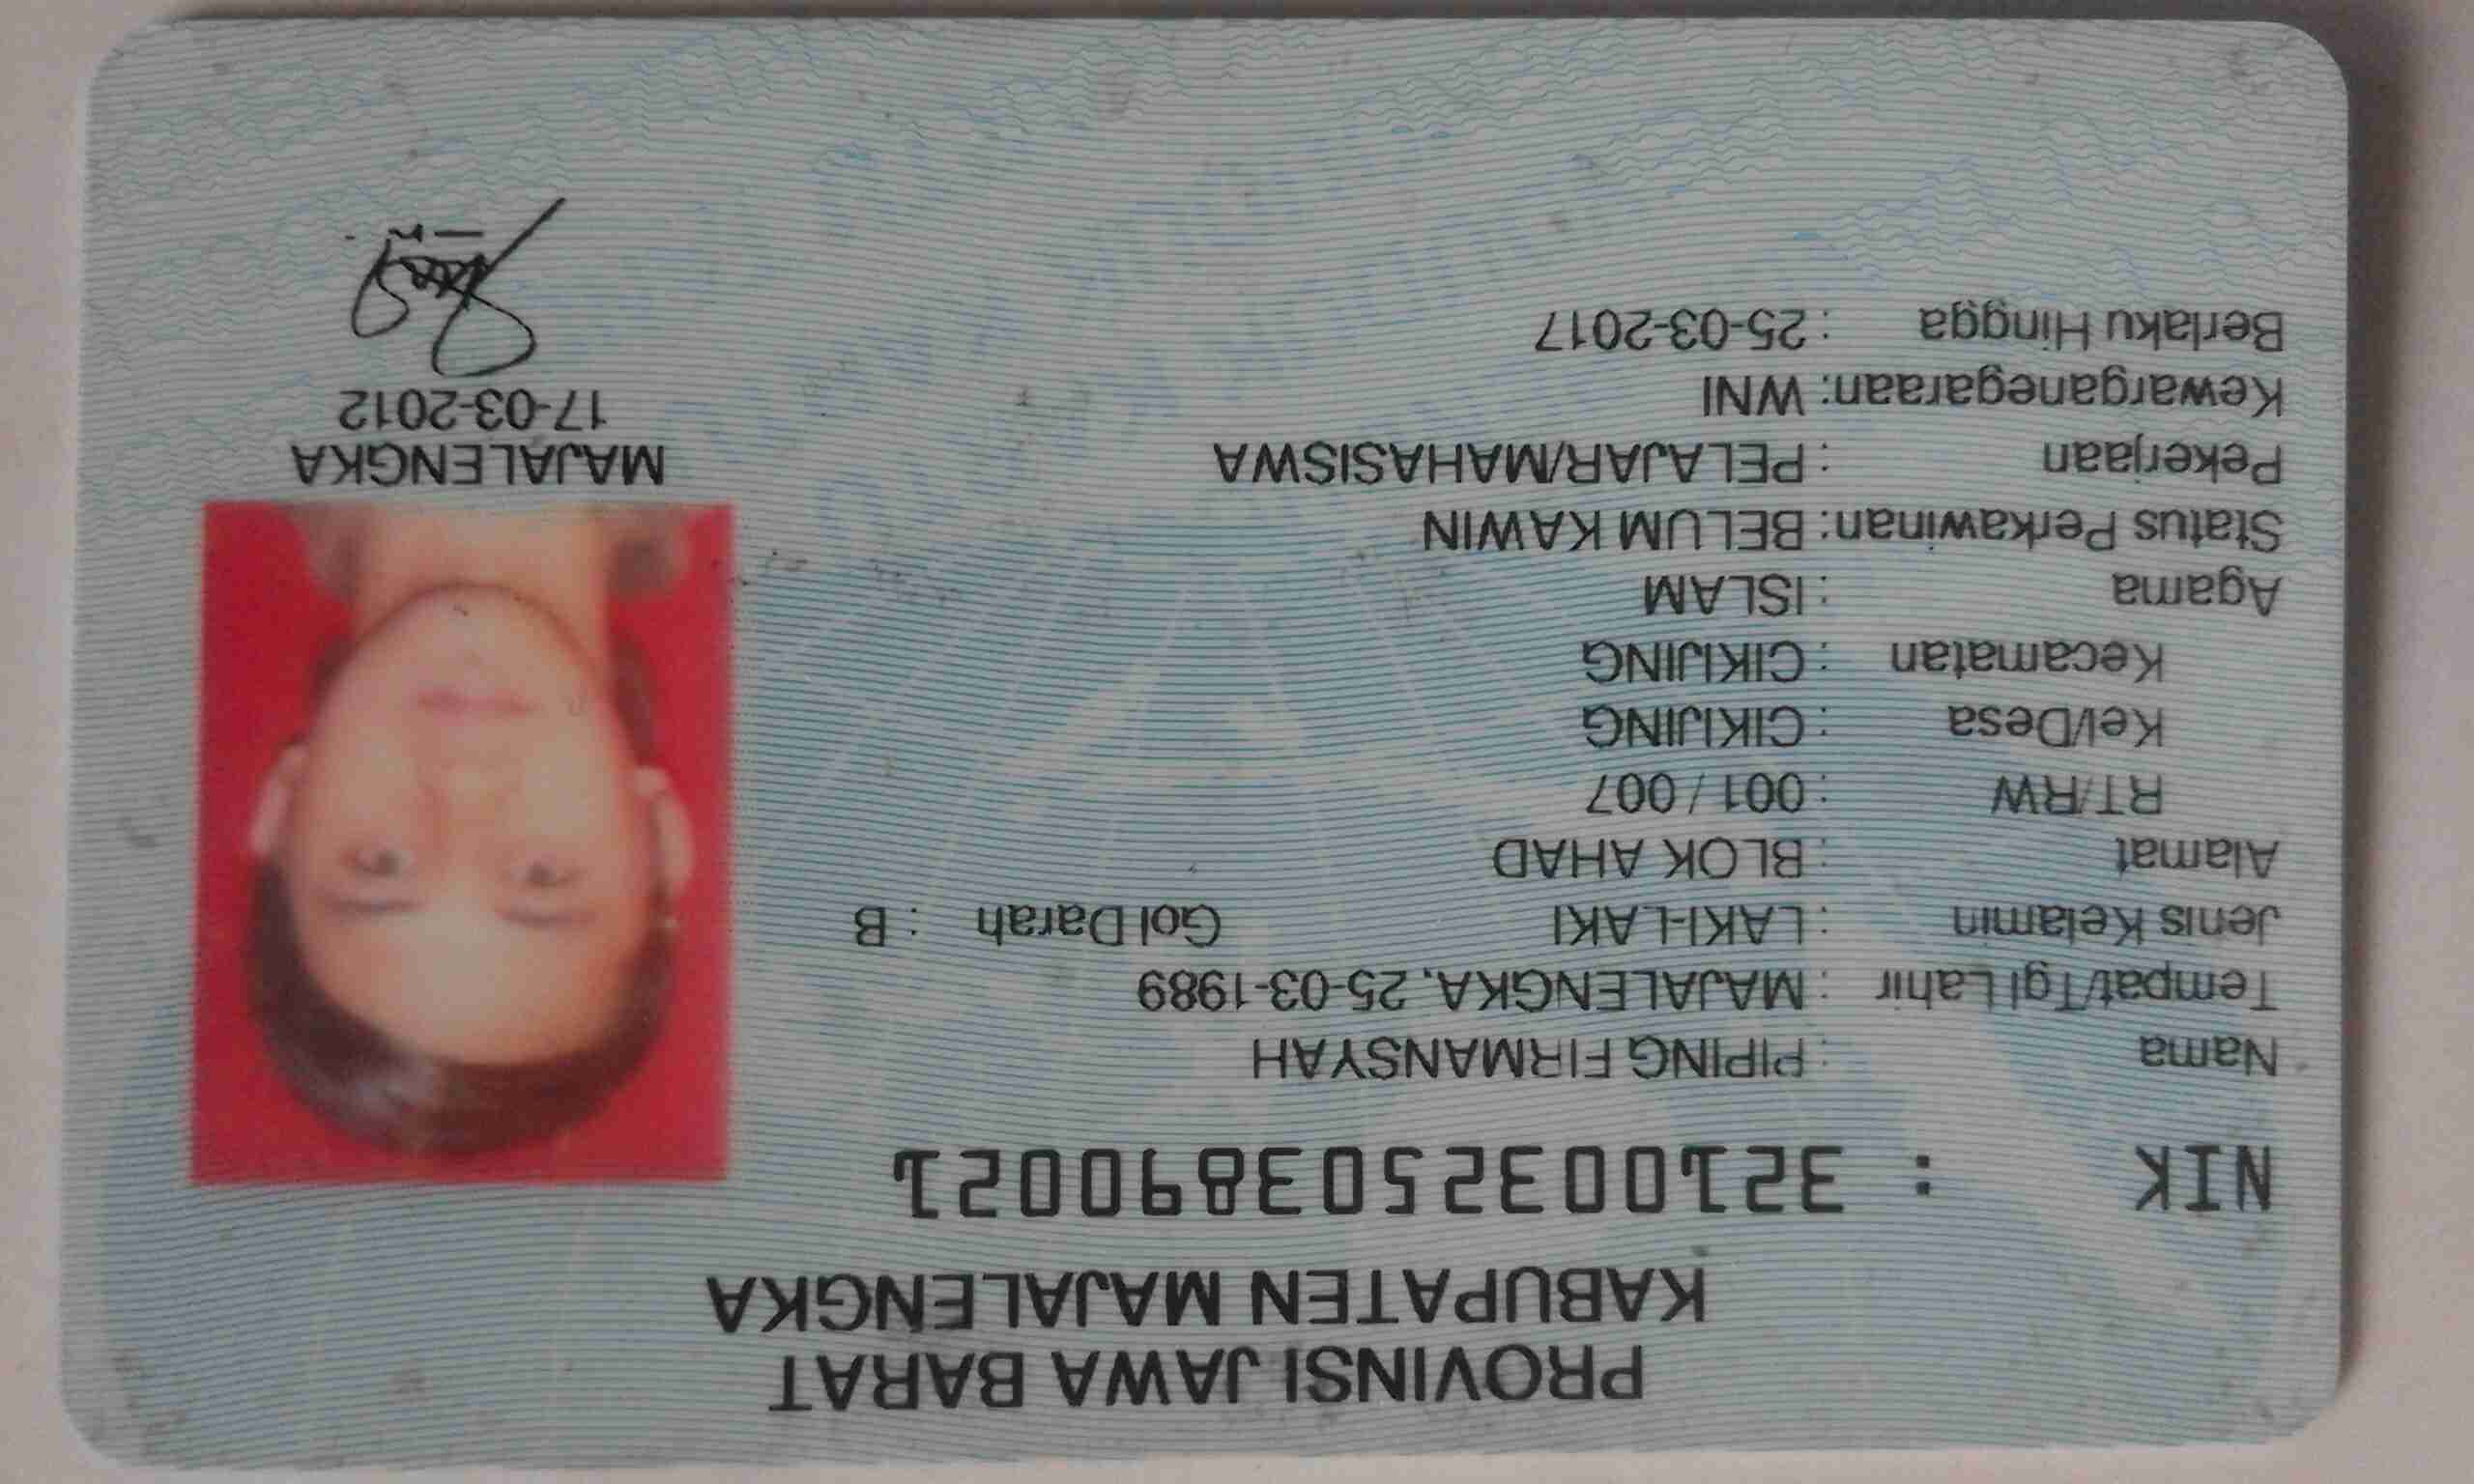 PROVINSI JAWA BARAT
KABUPATEN MAJALENGKA
NIK : 3210032503890021
Nama : PIPING FIRMANSYAH
Tempat/Tgl Lahir : MAJALENGKA, 25-03-1989
Jenis Kelamin : LAKI-LAKI Gol Darah : B
Alamat : BLOK AHAD
RT/RW : 001 / 007
Kel/Desa : CIKIJING
Kecamatan : CIKIJING
Agama : ISLAM
Status Perkawinan: BELUM KAWIN
Pekerjaan : PELAJAR/MAHASISWA
Kewarganegaraan: WNI
Berlaku Hingga : 25-03-2017
MAJALENGKA
17-03-2012